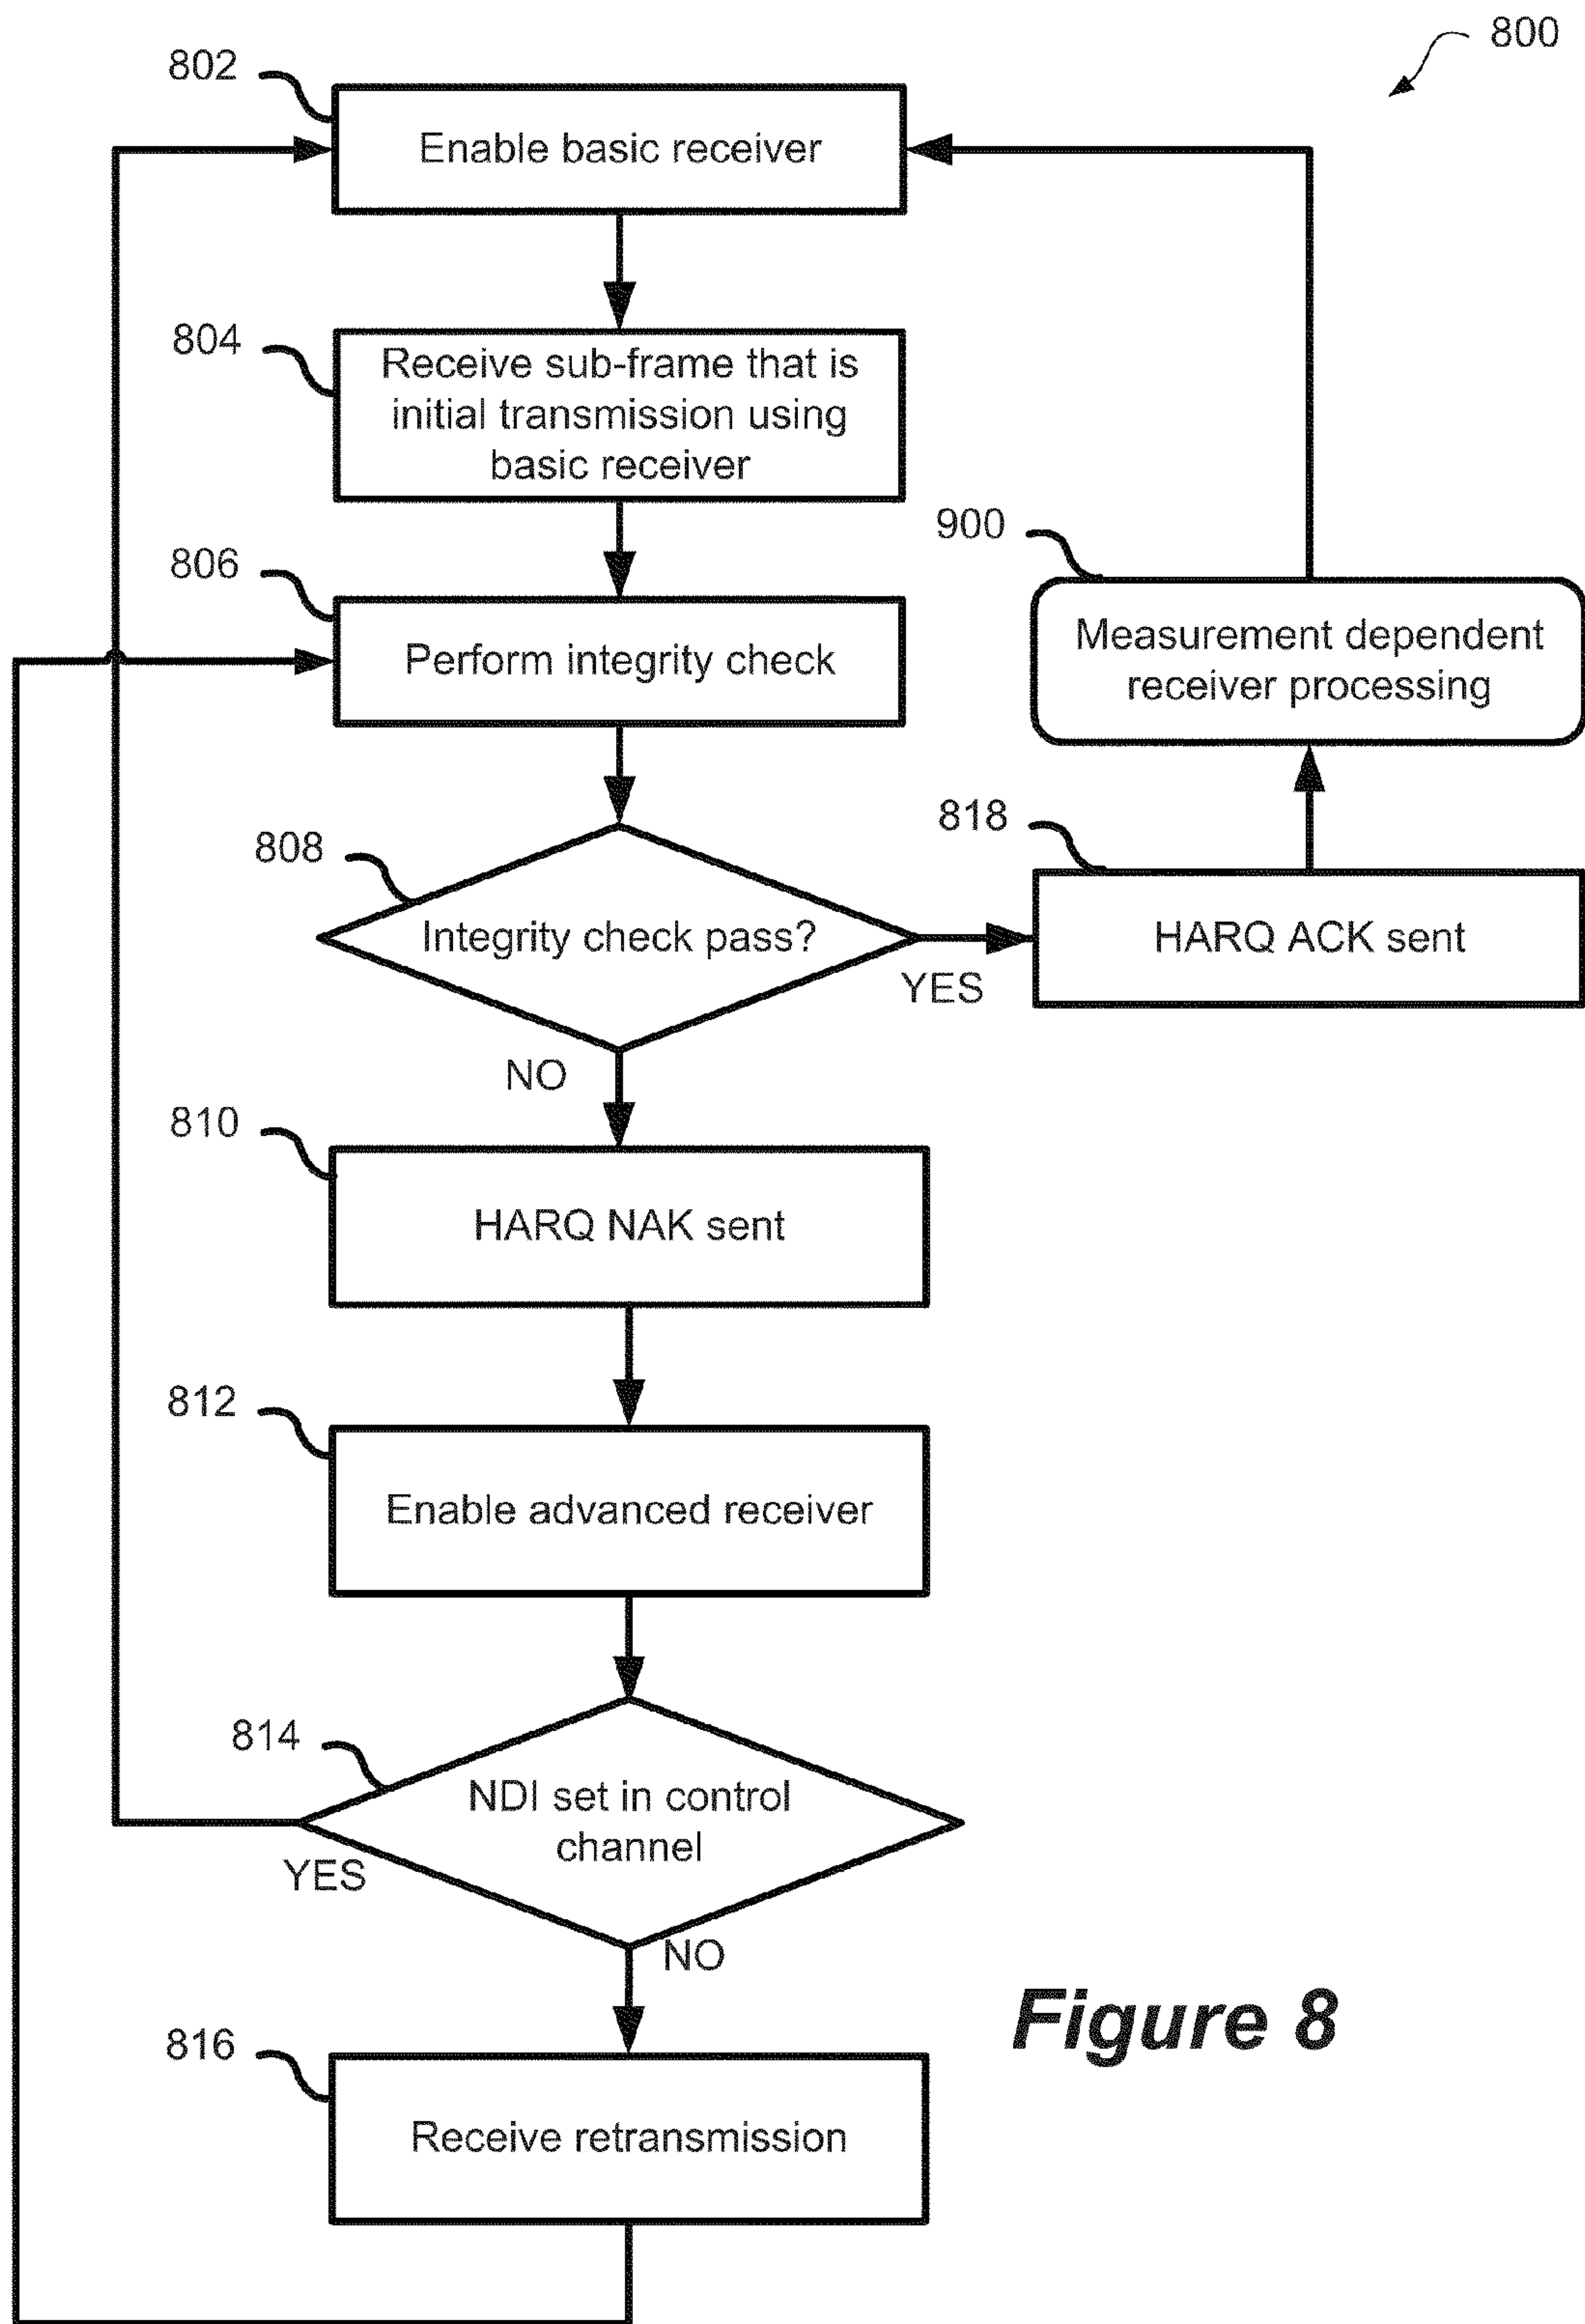 800
802
Enable basic receiver
804
Receive sub-frame that is
initial transmission using
basic receiver
900
806
Perform integrity check
Measurement dependent
receiver processing
818
808
Integrity check pass?
YES
HARQ ACK sent
NO
810
HARQ NAK sent
812
Enable advanced receiver
814
NDI set in control
channel
YES
NO
Figure 8
816
Receive retransmission